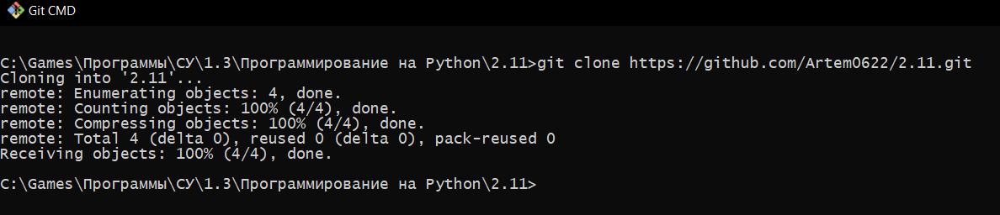 Git CMD
C:\Games\Программы\СУ\1.3\Программирование на Python\2.11>git clone https://github.com/Artem0622/2.11.git
Cloning into '2.11'...
remote: Enumerating objects: 4, done.
remote: Counting objects: 100% (4/4), done.
remote: Compressing objects: 100% (4/4), done.
remote: Total 4 (delta 0), reused 0 (delta 0), pack-reused 0
Receiving objects: 100% (4/4), done.
C:\Games\Программы\СУ\1.3\Программирование на Python\2.11>